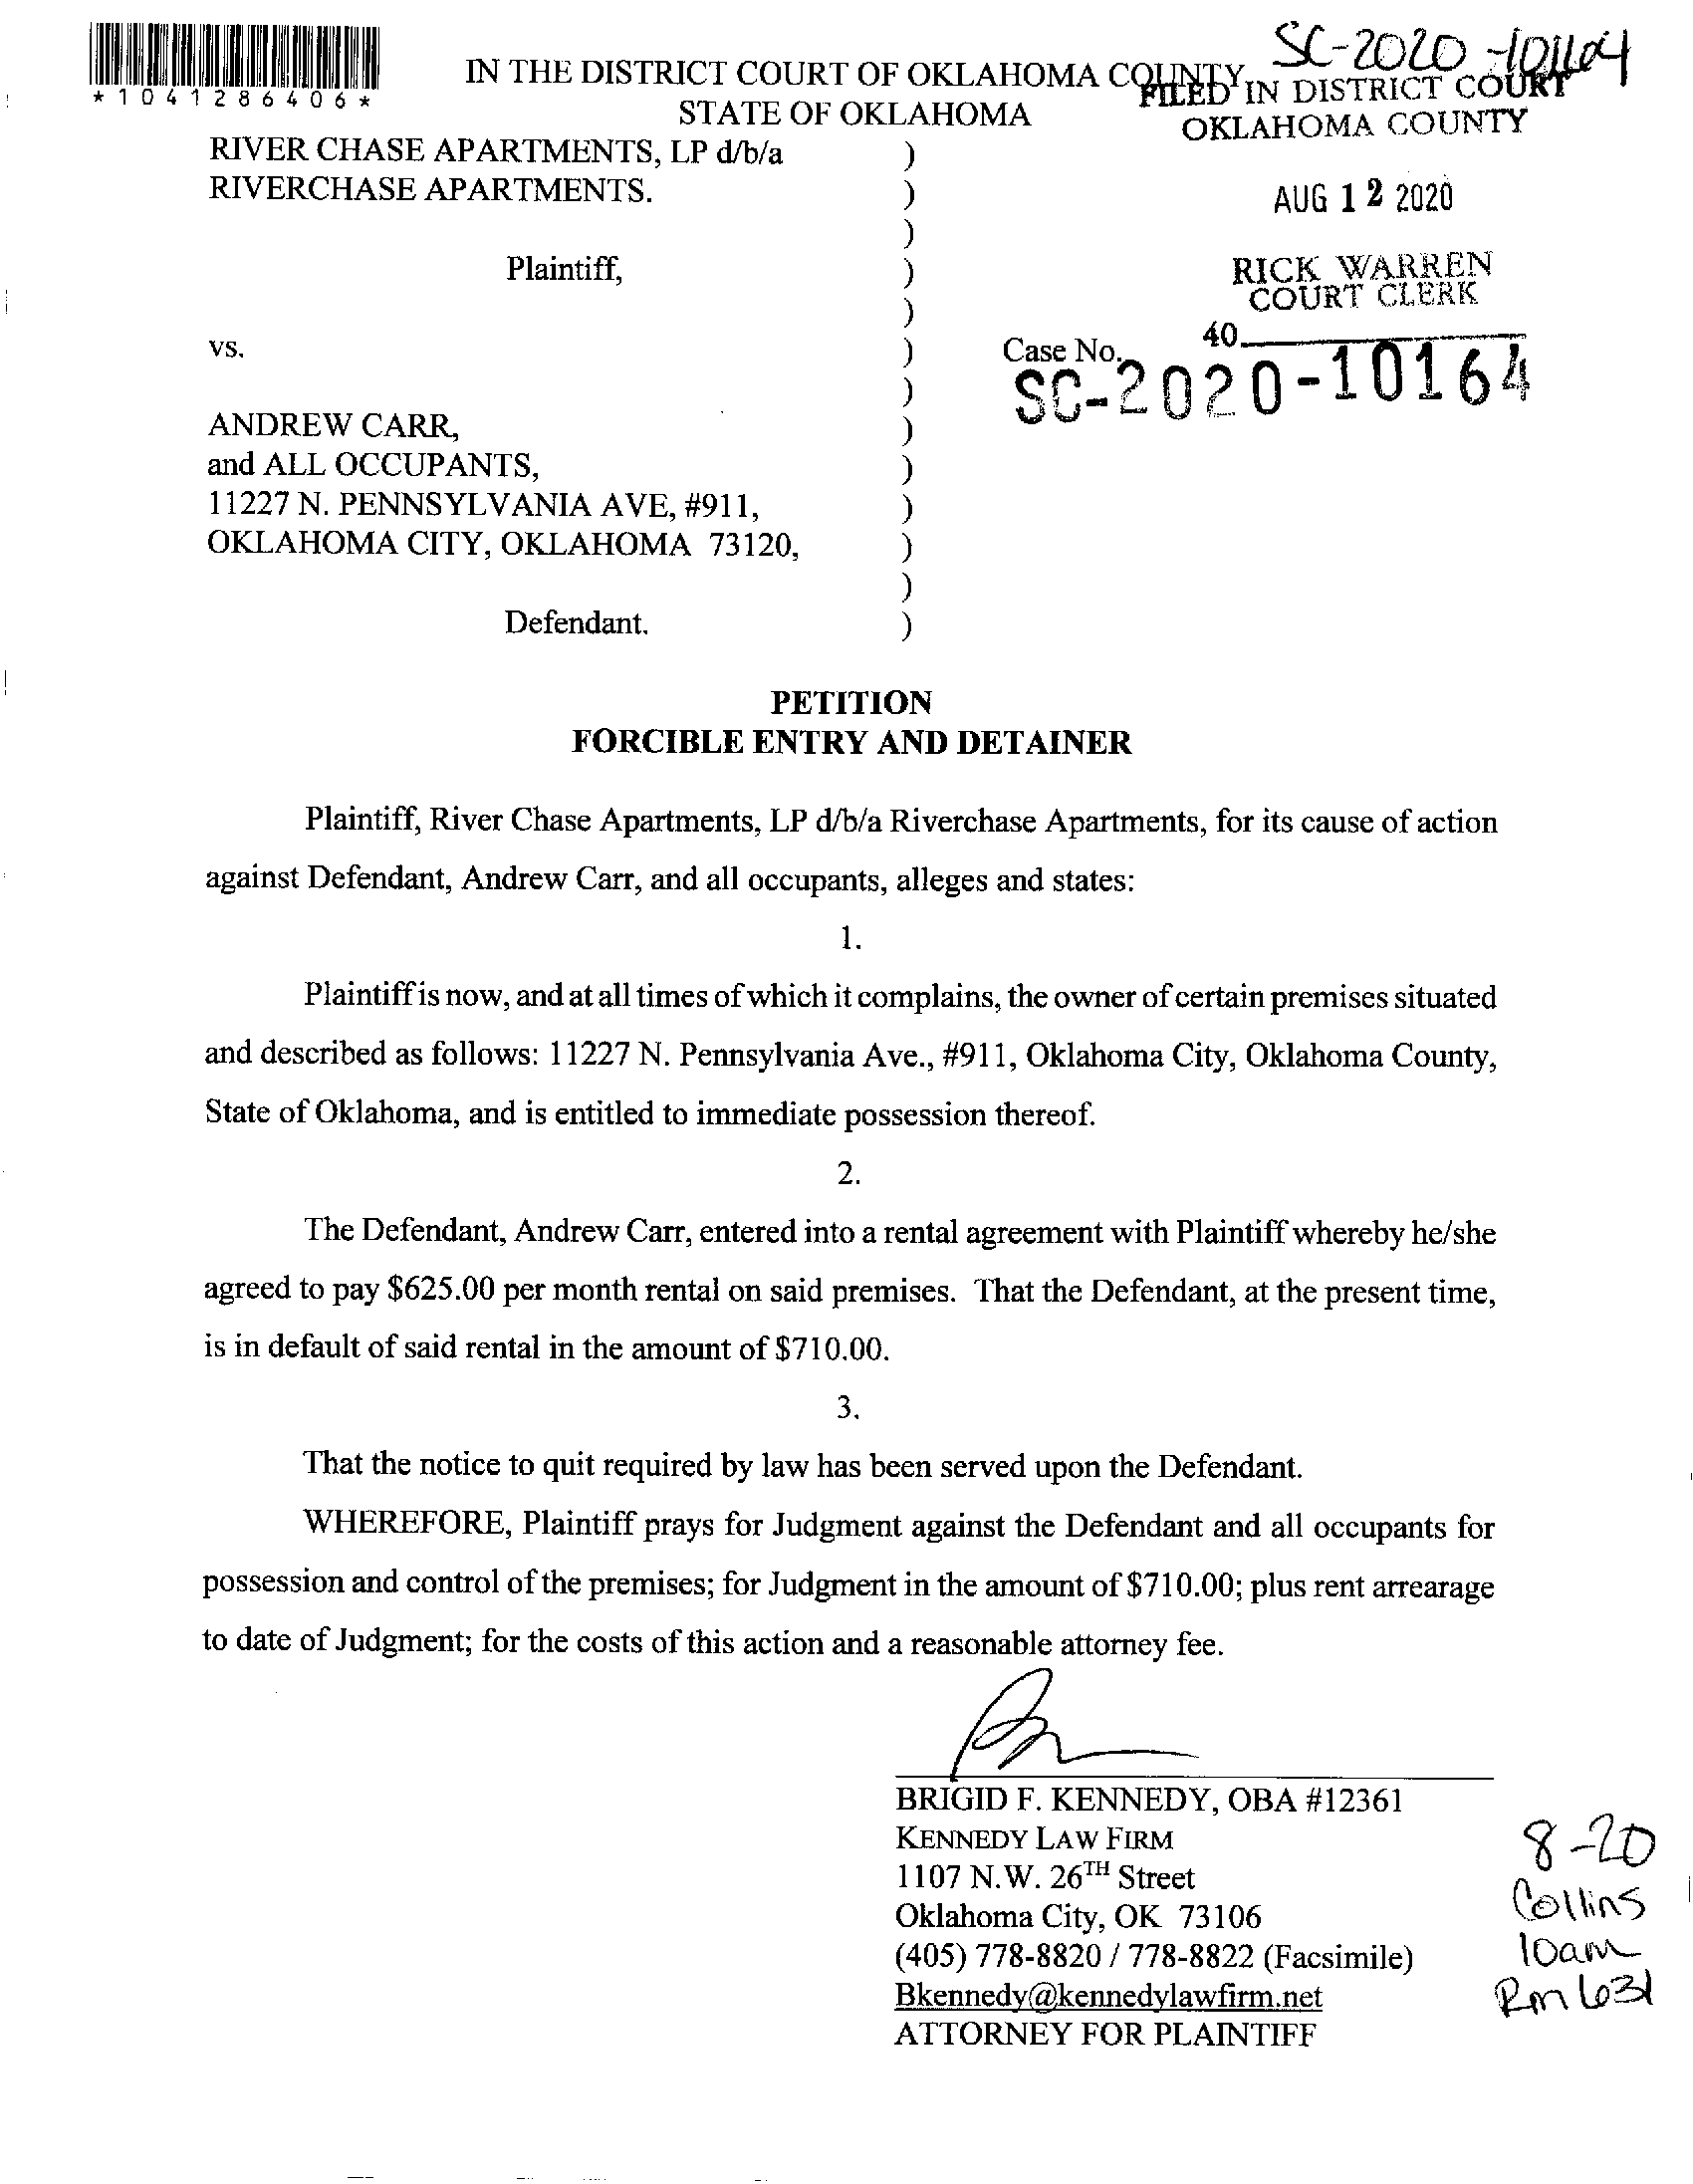 SC-2020-10164
IN THE DISTRICT COURT OF OKLAHOMA COUNTY
FILED IN DISTRICT COURT
*1041286406*
STATE OF OKLAHOMA
OKLAHOMA COUNTY
RIVER CHASE APARTMENTS, LP d/b/a )
RIVERCHASE APARTMENTS. )
AUG 12 2020
)
Plaintiff, )
RICK WARREN
COURT CLERK
)
40
vs. )
Case No.
SC-2020-10164
)
ANDREW CARR, )
and ALL OCCUPANTS, )
11227 N. PENNSYLVANIA AVE, #911, )
OKLAHOMA CITY, OKLAHOMA 73120, )
)
Defendant. )
PETITION
FORCIBLE ENTRY AND DETAINER
Plaintiff, River Chase Apartments, LP d/b/a Riverchase Apartments, for its cause of action
against Defendant, Andrew Carr, and all occupants, alleges and states:
1.
Plaintiff is now, and at all times of which it complains, the owner of certain premises situated
and described as follows: 11227 N. Pennsylvania Ave., #911, Oklahoma City, Oklahoma County,
State of Oklahoma, and is entitled to immediate possession thereof.
2.
The Defendant, Andrew Carr, entered into a rental agreement with Plaintiff whereby he/she
agreed to pay $625.00 per month rental on said premises. That the Defendant, at the present time,
is in default of said rental in the amount of $710.00.
3.
That the notice to quit required by law has been served upon the Defendant.
WHEREFORE, Plaintiff prays for Judgment against the Defendant and all occupants for
possession and control of the premises; for Judgment in the amount of $710.00; plus rent arrearage
to date of Judgment; for the costs of this action and a reasonable attorney fee.
BRIGID F. KENNEDY, OBA #12361
KENNEDY LAW FIRM
1107 N.W. 26TH Street
Oklahoma City, OK 73106
(405) 778-8820 / 778-8822 (Facsimile)
Bkennedy@kennedylawfirm.net
ATTORNEY FOR PLAINTIFF
8-20
Collins
10am
Rm 631